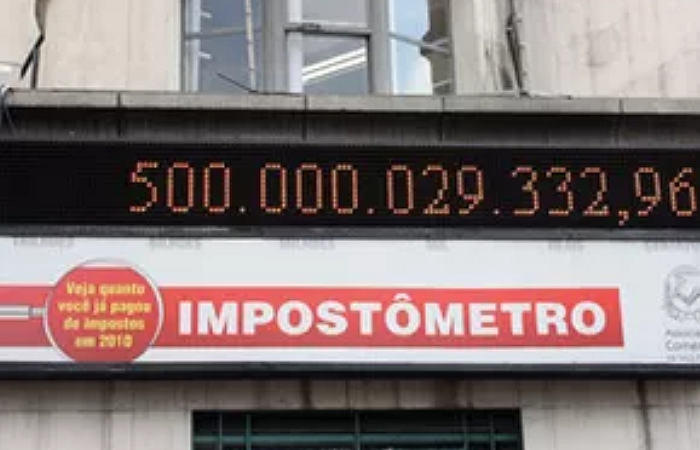 500.000.029.332,96
Veja quanto
você já pagou
de impostos
em 2010
IMPOSTÔMETRO